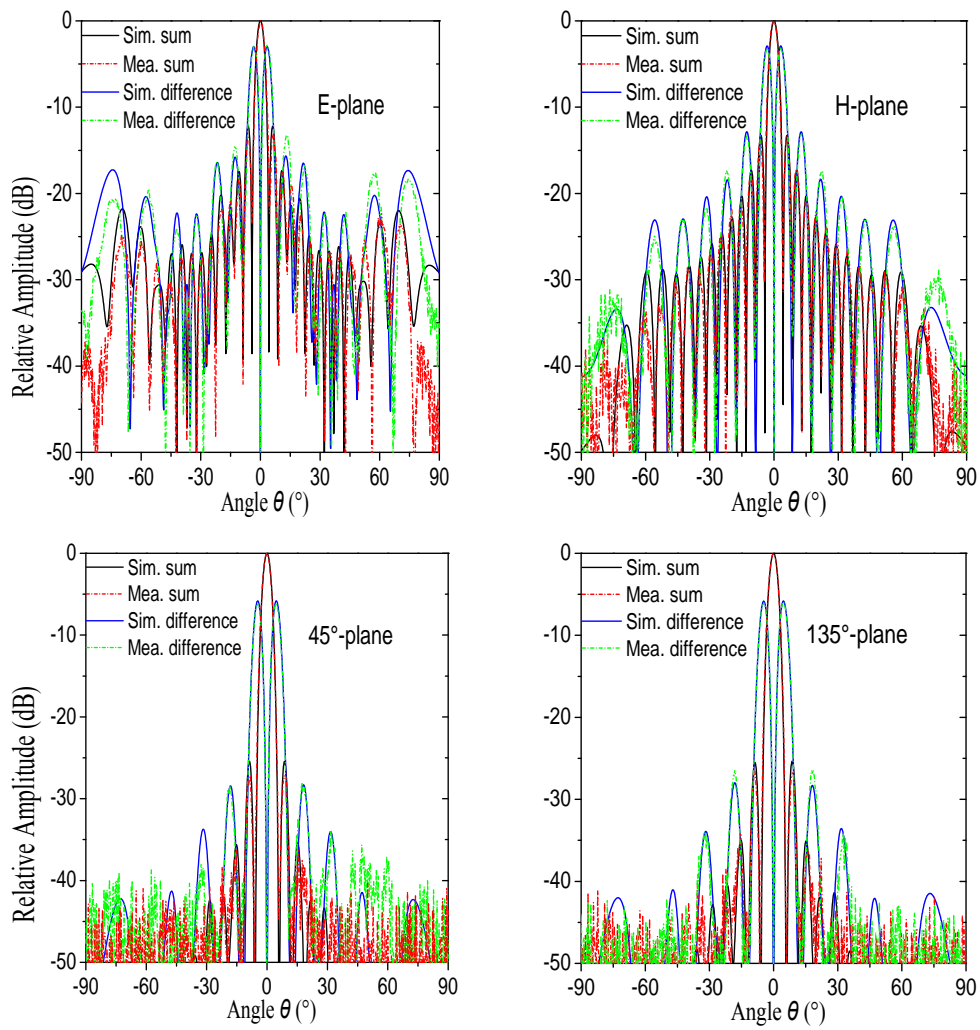 0
-10
-20
-30
-40
-50
Relative Amplitude (dB)
Sim. sum
Mea. sum
Sim. difference
Mea. difference
E-plane
-90 -60 -30 0 30 60 90
Angle θ (°)
0
-10
-20
-30
-40
-50
Sim. sum
Mea. sum
Sim. difference
Mea. difference
H-plane
-90 -60 -30 0 30 60 90
Angle θ (°)
0
-10
-20
-30
-40
-50
Relative Amplitude (dB)
Sim. sum
Mea. sum
Sim. difference
Mea. difference
45°-plane
-90 -60 -30 0 30 60 90
Angle θ (°)
0
-10
-20
-30
-40
-50
Sim. sum
Mea. sum
Sim. difference
Mea. difference
135°-plane
-90 -60 -30 0 30 60 90
Angle θ (°)